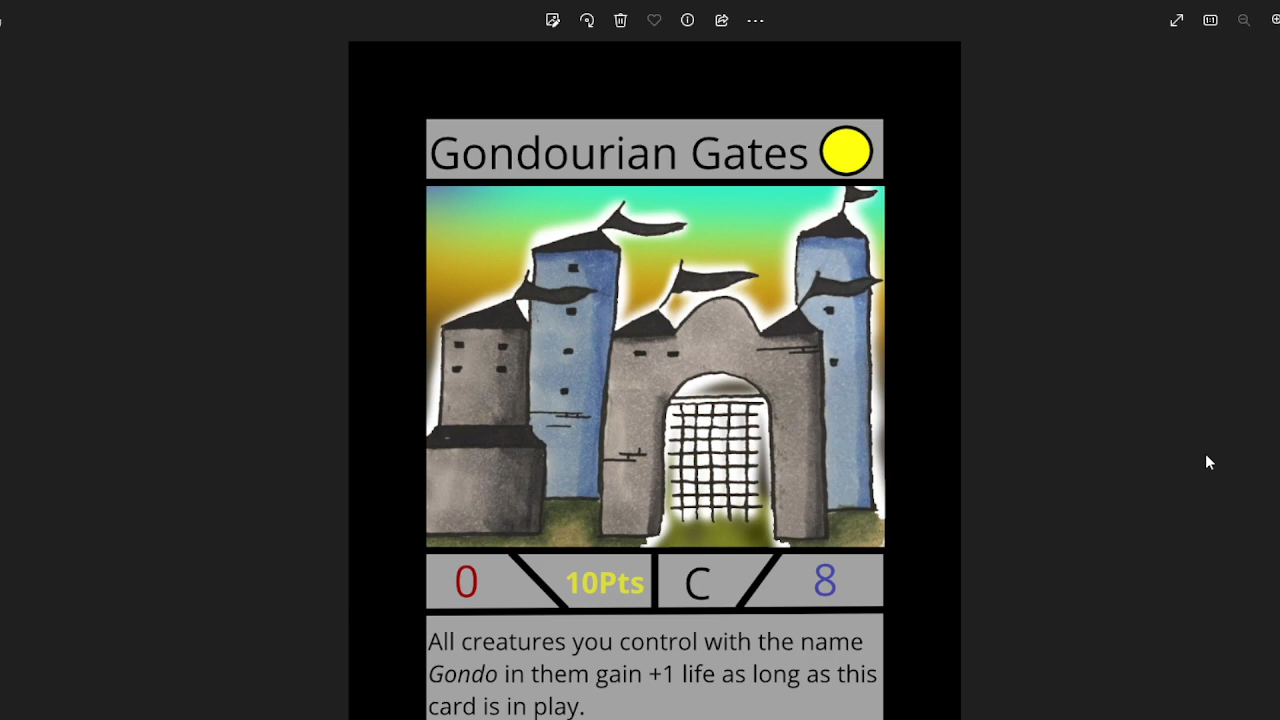 Gondourian Gates
0 10Pts C 8
All creatures you control with the name
Gondo in them gain +1 life as long as this
card is in play.